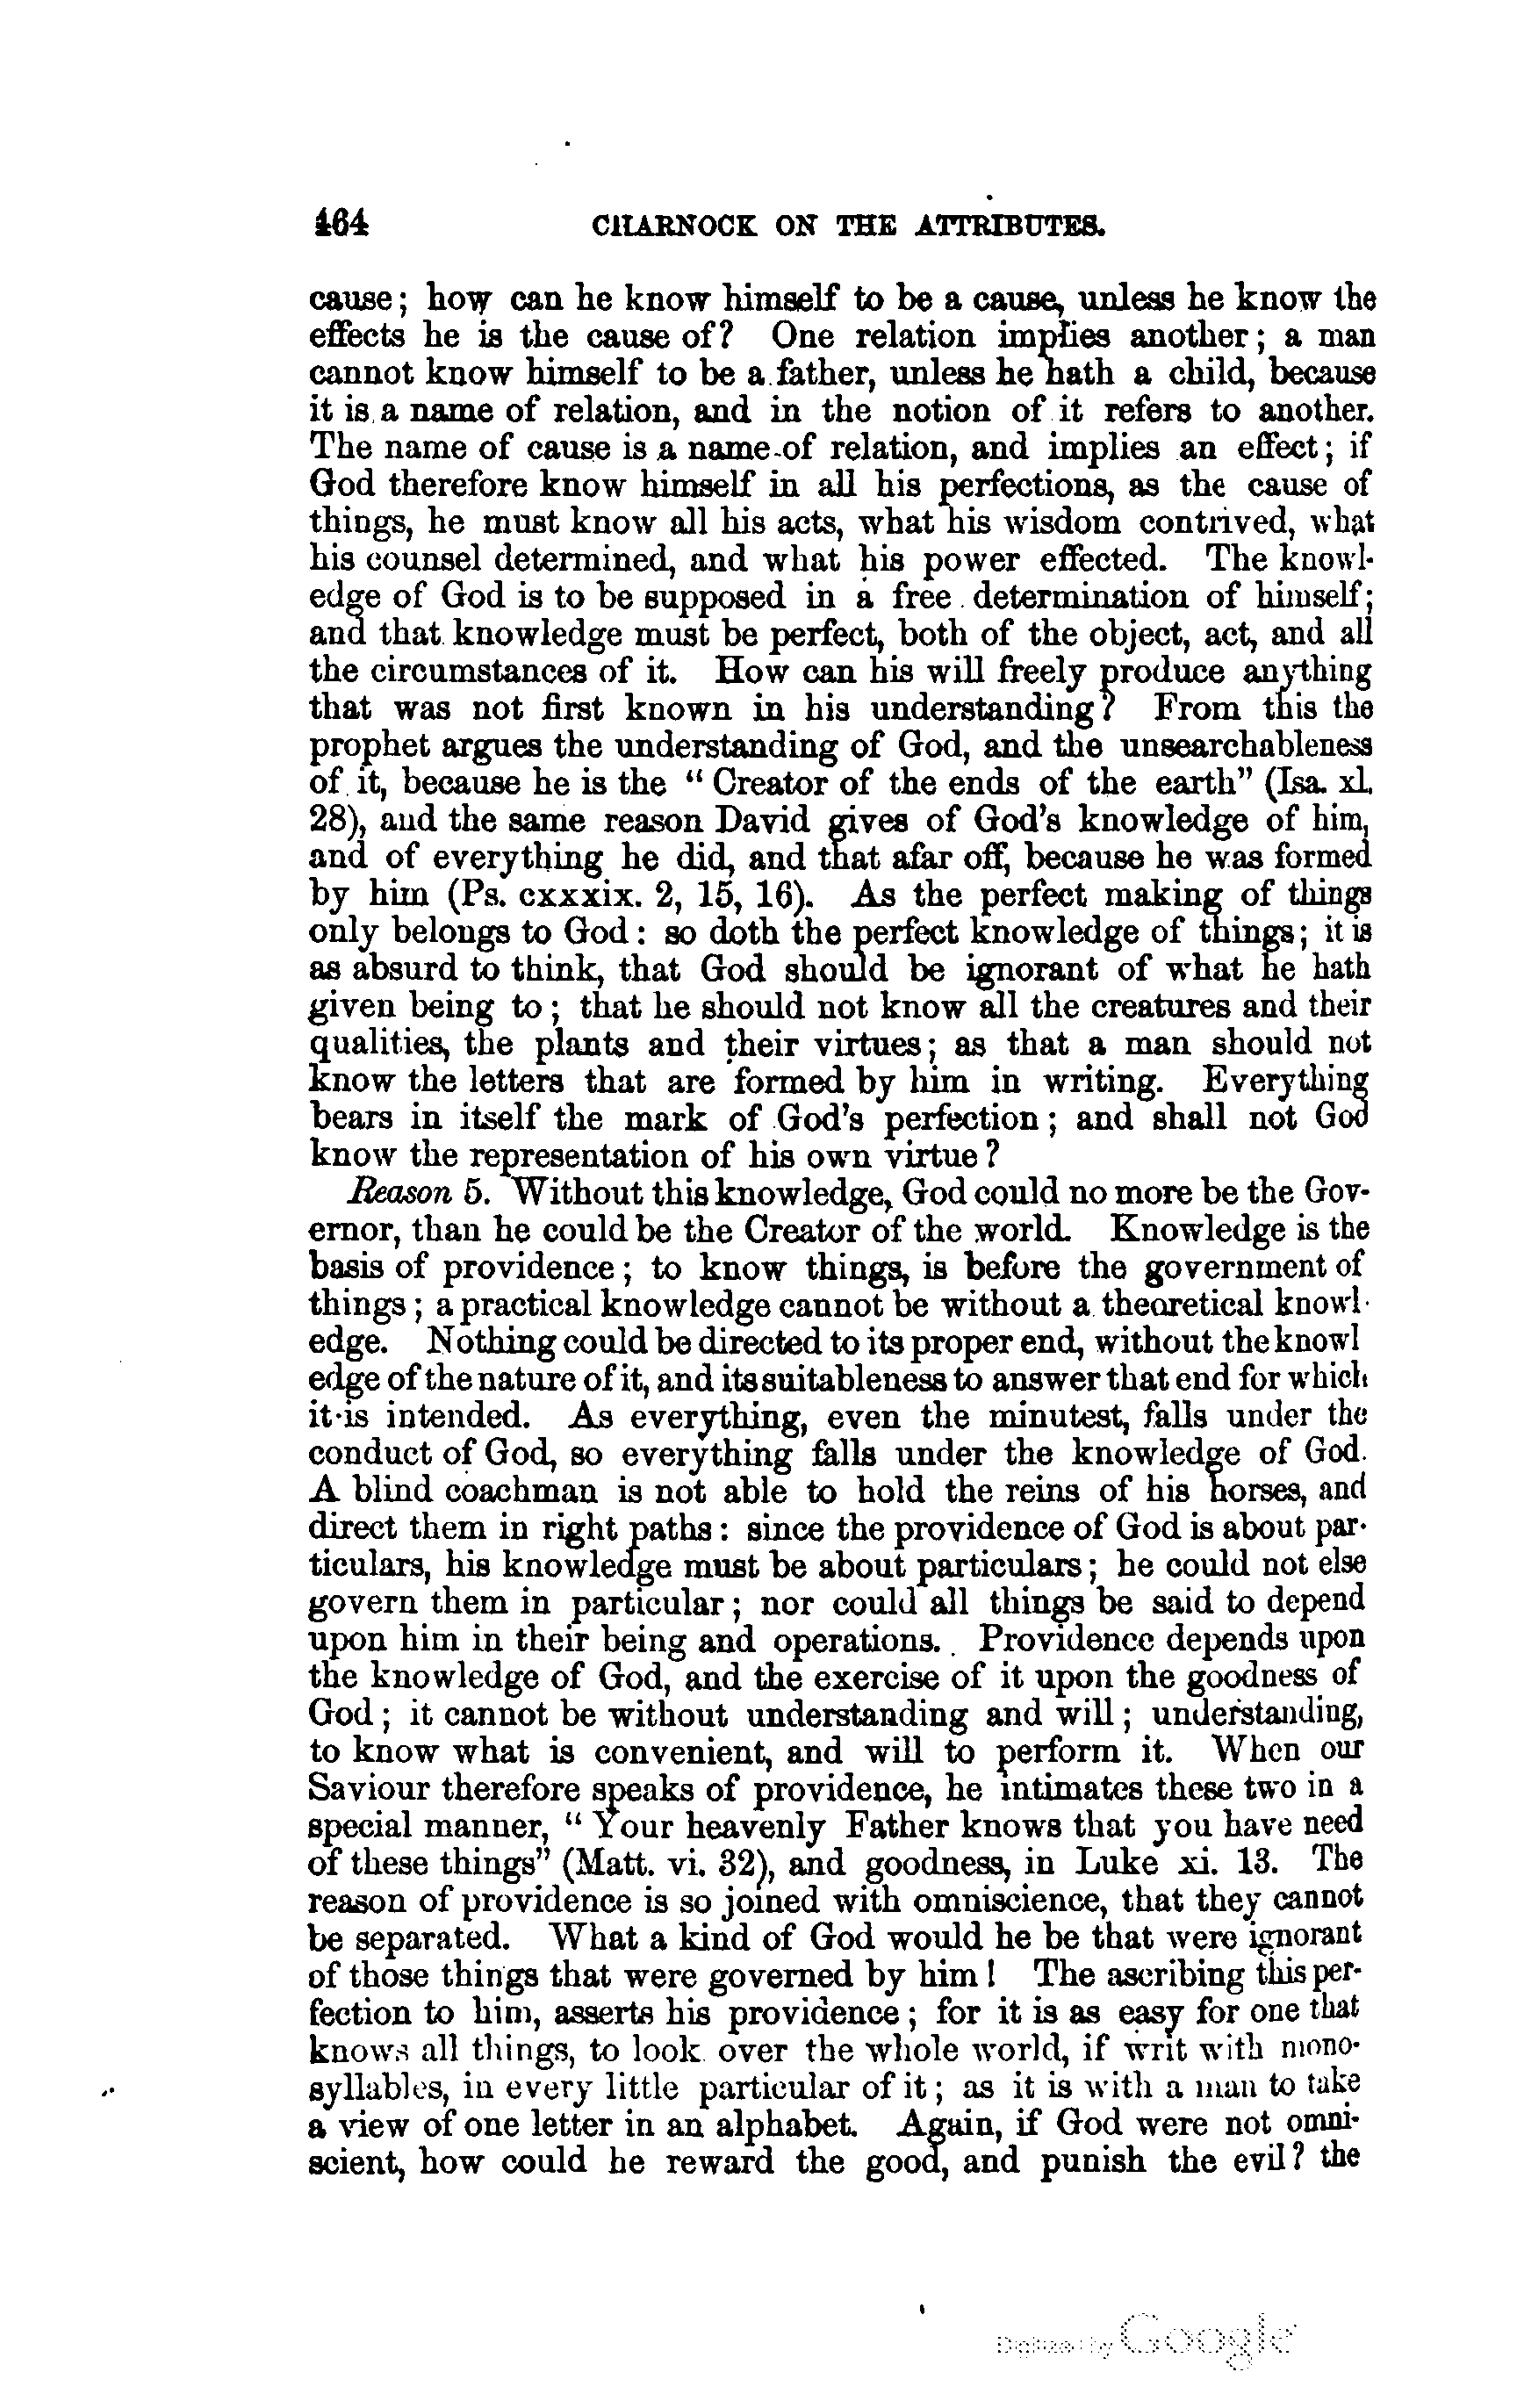 464 CHARNOCK ON THE ATTRIBUTES.
cause; how can he know himself to be a cause, unless he know the
effects he is the cause of? One relation implies another; a man
cannot know himself to be a father, unless he hath a child, because
it is a name of relation, and in the notion of it refers to another.
The name of cause is a name of relation, and implies an effect; if
God therefore know himself in all his perfections, as the cause of
things, he must know all his acts, what his wisdom contrived, what
his counsel determined, and what his power effected. The knowl-
edge of God is to be supposed in a free determination of himself;
and that knowledge must be perfect, both of the object, act, and all
the circumstances of it. How can his will freely produce anything
that was not first known in his understanding? From this the
prophet argues the understanding of God, and the unsearchableness
of it, because he is the “Creator of the ends of the earth” (Isa. xl.
28), and the same reason David gives of God's knowledge of him,
and of everything he did, and that afar off, because he was formed
by him (Ps. cxxxix. 2, 15, 16). As the perfect making of things
only belongs to God: so doth the perfect knowledge of things; it is
as absurd to think, that God should be ignorant of what he hath
given being to; that he should not know all the creatures and their
qualities, the plants and their virtues; as that a man should not
know the letters that are formed by him in writing. Everything
bears in itself the mark of God's perfection; and shall not God
know the representation of his own virtue?
Reason 5. Without this knowledge, God could no more be the Gov-
ernor, than he could be the Creator of the world. Knowledge is the
basis of providence; to know things, is before the government of
things; a practical knowledge cannot be without a theoretical knowl-
edge. Nothing could be directed to its proper end, without the knowl
edge of the nature of it, and its suitableness to answer that end for which
it is intended. As everything, even the minutest, falls under the
conduct of God, so everything falls under the knowledge of God.
A blind coachman is not able to hold the reins of his horses, and
direct them in right paths: since the providence of God is about par-
ticulars, his knowledge must be about particulars; he could not else
govern them in particular; nor could all things be said to depend
upon him in their being and operations. Providence depends upon
the knowledge of God, and the exercise of it upon the goodness of
God; it cannot be without understanding and will; understanding,
to know what is convenient, and will to perform it. When our
Saviour therefore speaks of providence, he intimates these two in a
special manner, “Your heavenly Father knows that you have need
of these things” (Matt. vi. 32), and goodness, in Luke xi. 13. The
reason of providence is so joined with omniscience, that they cannot
be separated. What a kind of God would he be that were ignorant
of those things that were governed by him! The ascribing this per-
fection to him, asserts his providence; for it is as easy for one that
knows all things, to look over the whole world, if writ with mono-
syllables, in every little particular of it; as it is with a man to take
a view of one letter in an alphabet. Again, if God were not omni-
scient, how could he reward the good, and punish the evil? the
Digitized by Google